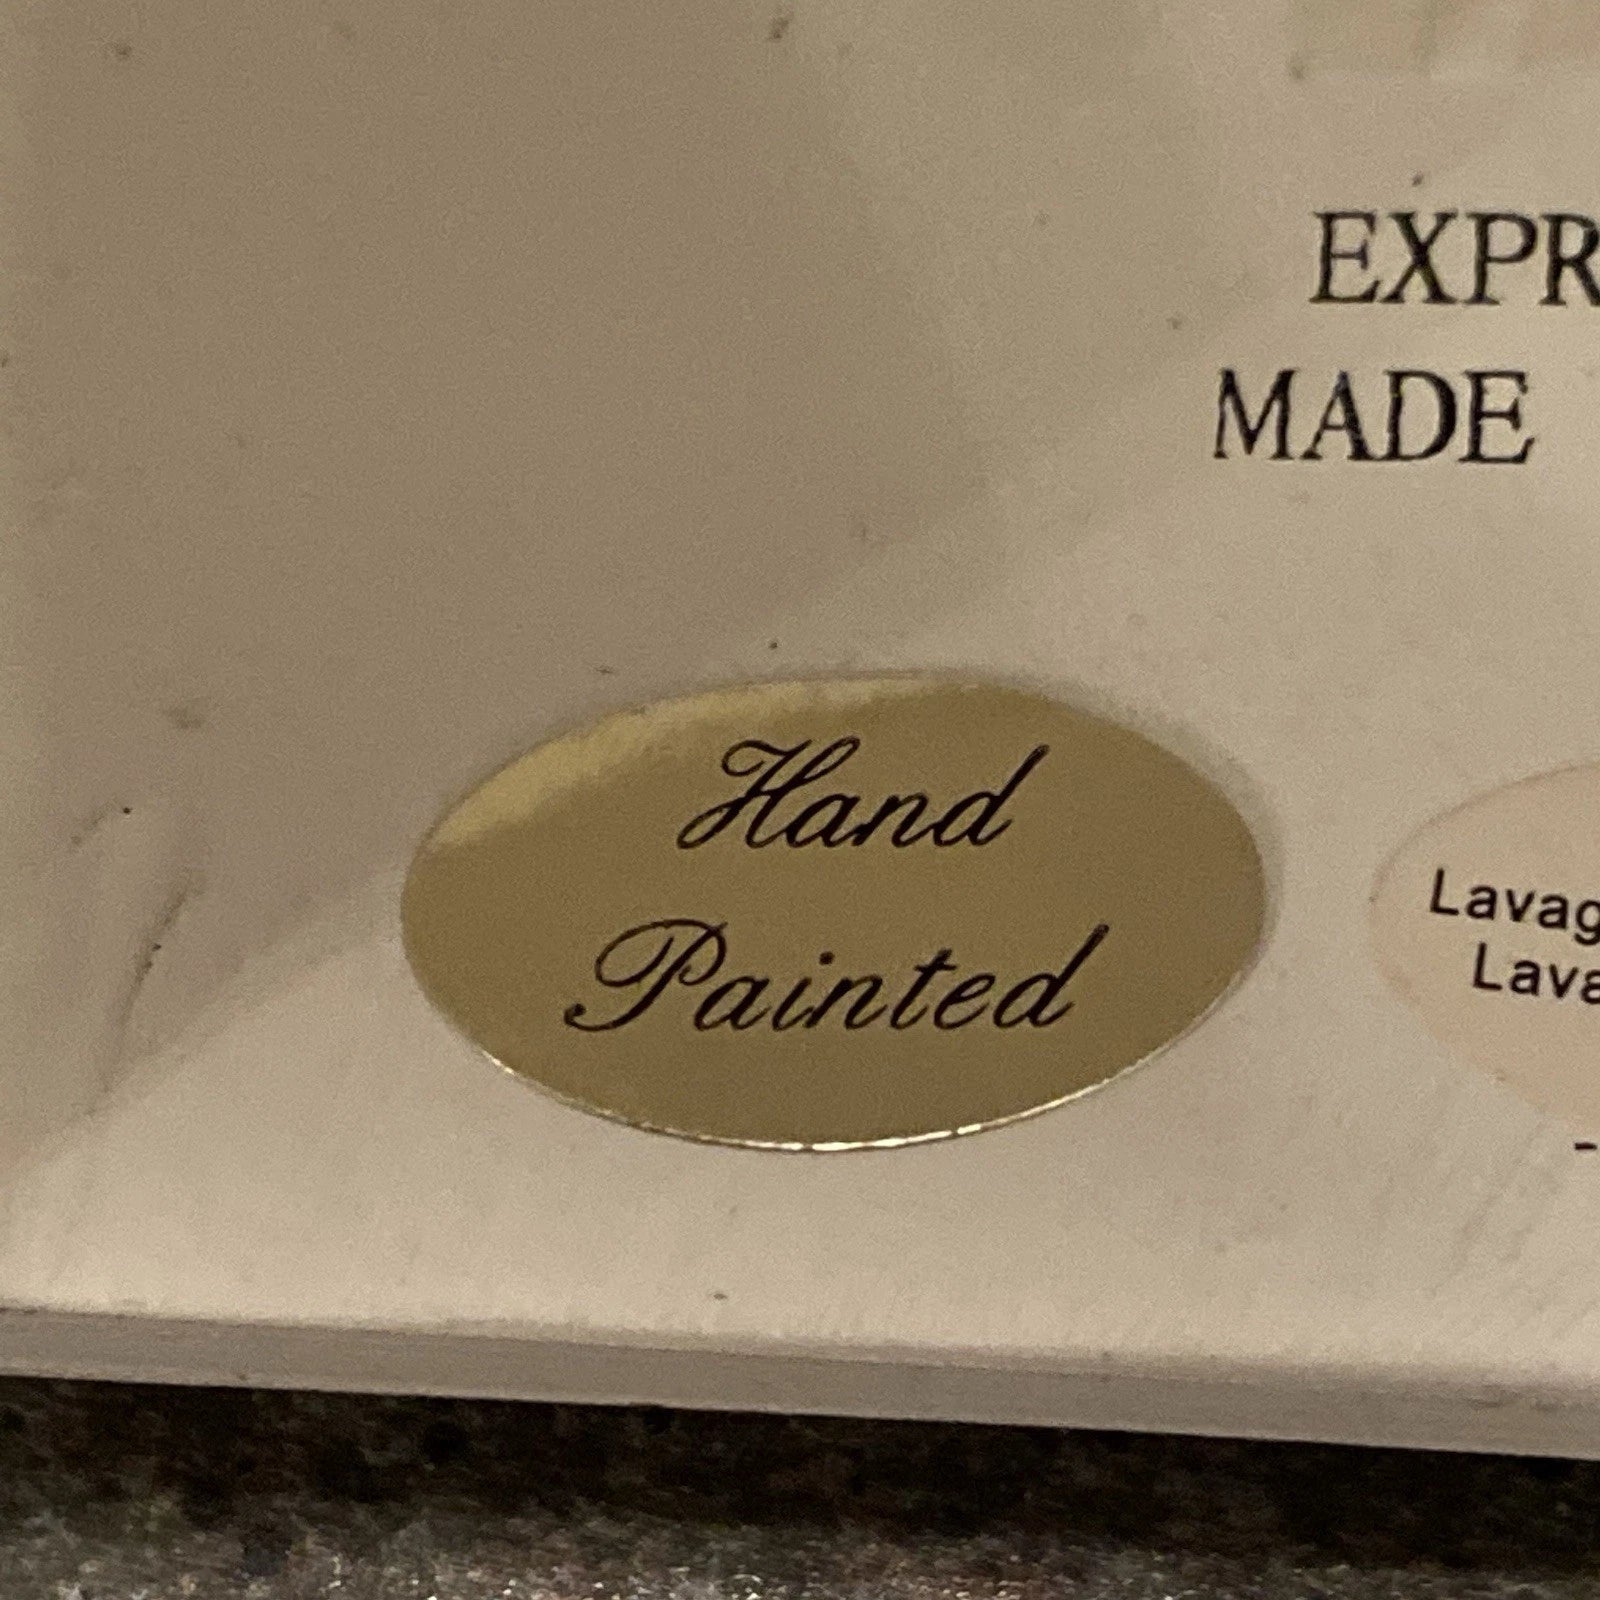 EXPR
MADE
Hand
Painted
Lavag
Lava
-